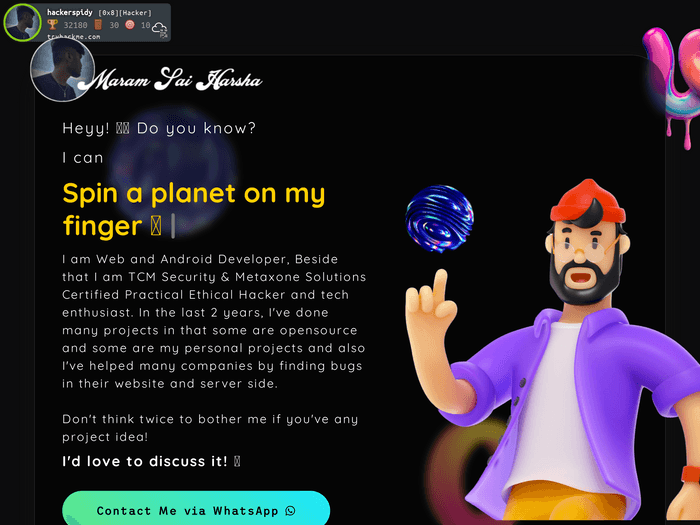 hackerspidy [0x8][Hacker]
32180 30 10
tryhackme.com
Maram Sai Harsha
Heyy! Do you know?
I can
Spin a planet on my
finger
I am Web and Android Developer, Beside
that I am TCM Security & Metaxone Solutions
Certified Practical Ethical Hacker and tech
enthusiast. In the last 2 years, I've done
many projects in that some are opensource
and some are my personal projects and also
I've helped many companies by finding bugs
in their website and server side.
Don't think twice to bother me if you've any
project idea!
I'd love to discuss it!
Contact Me via WhatsApp